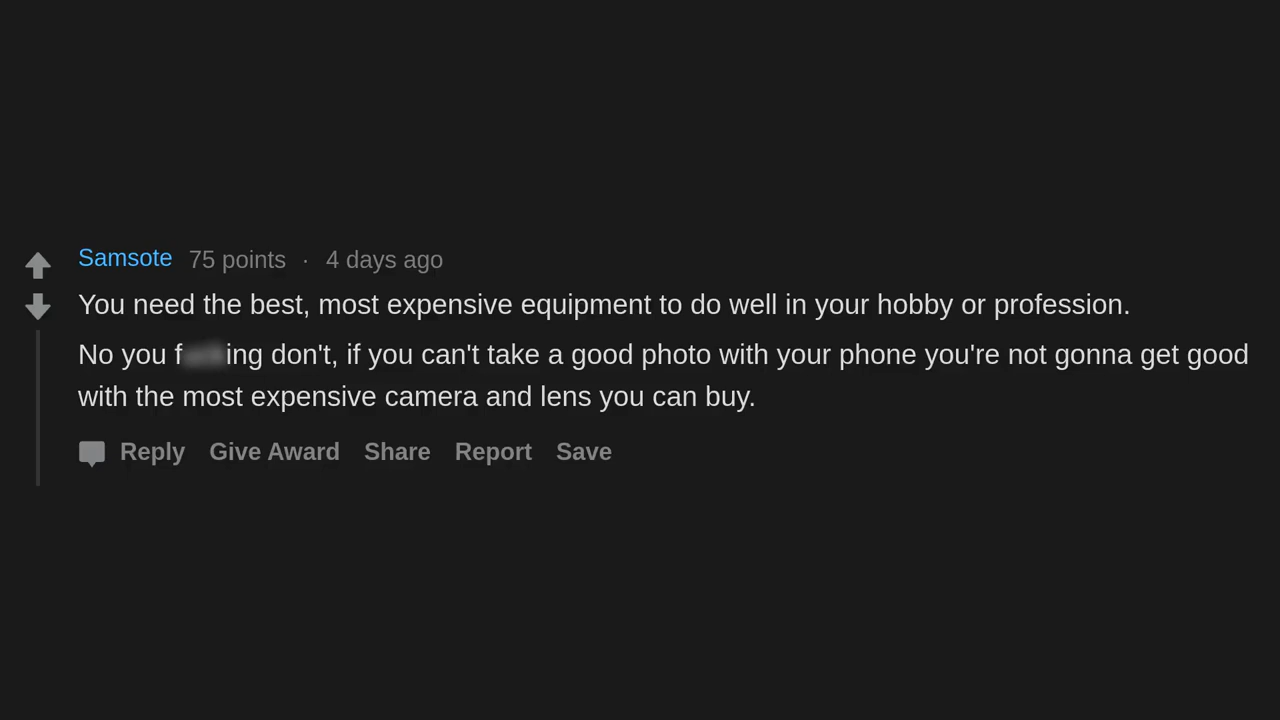 Samsote 75 points · 4 days ago
You need the best, most expensive equipment to do well in your hobby or profession.
No you f ing don't, if you can't take a good photo with your phone you're not gonna get good
with the most expensive camera and lens you can buy.
Reply Give Award Share Report Save